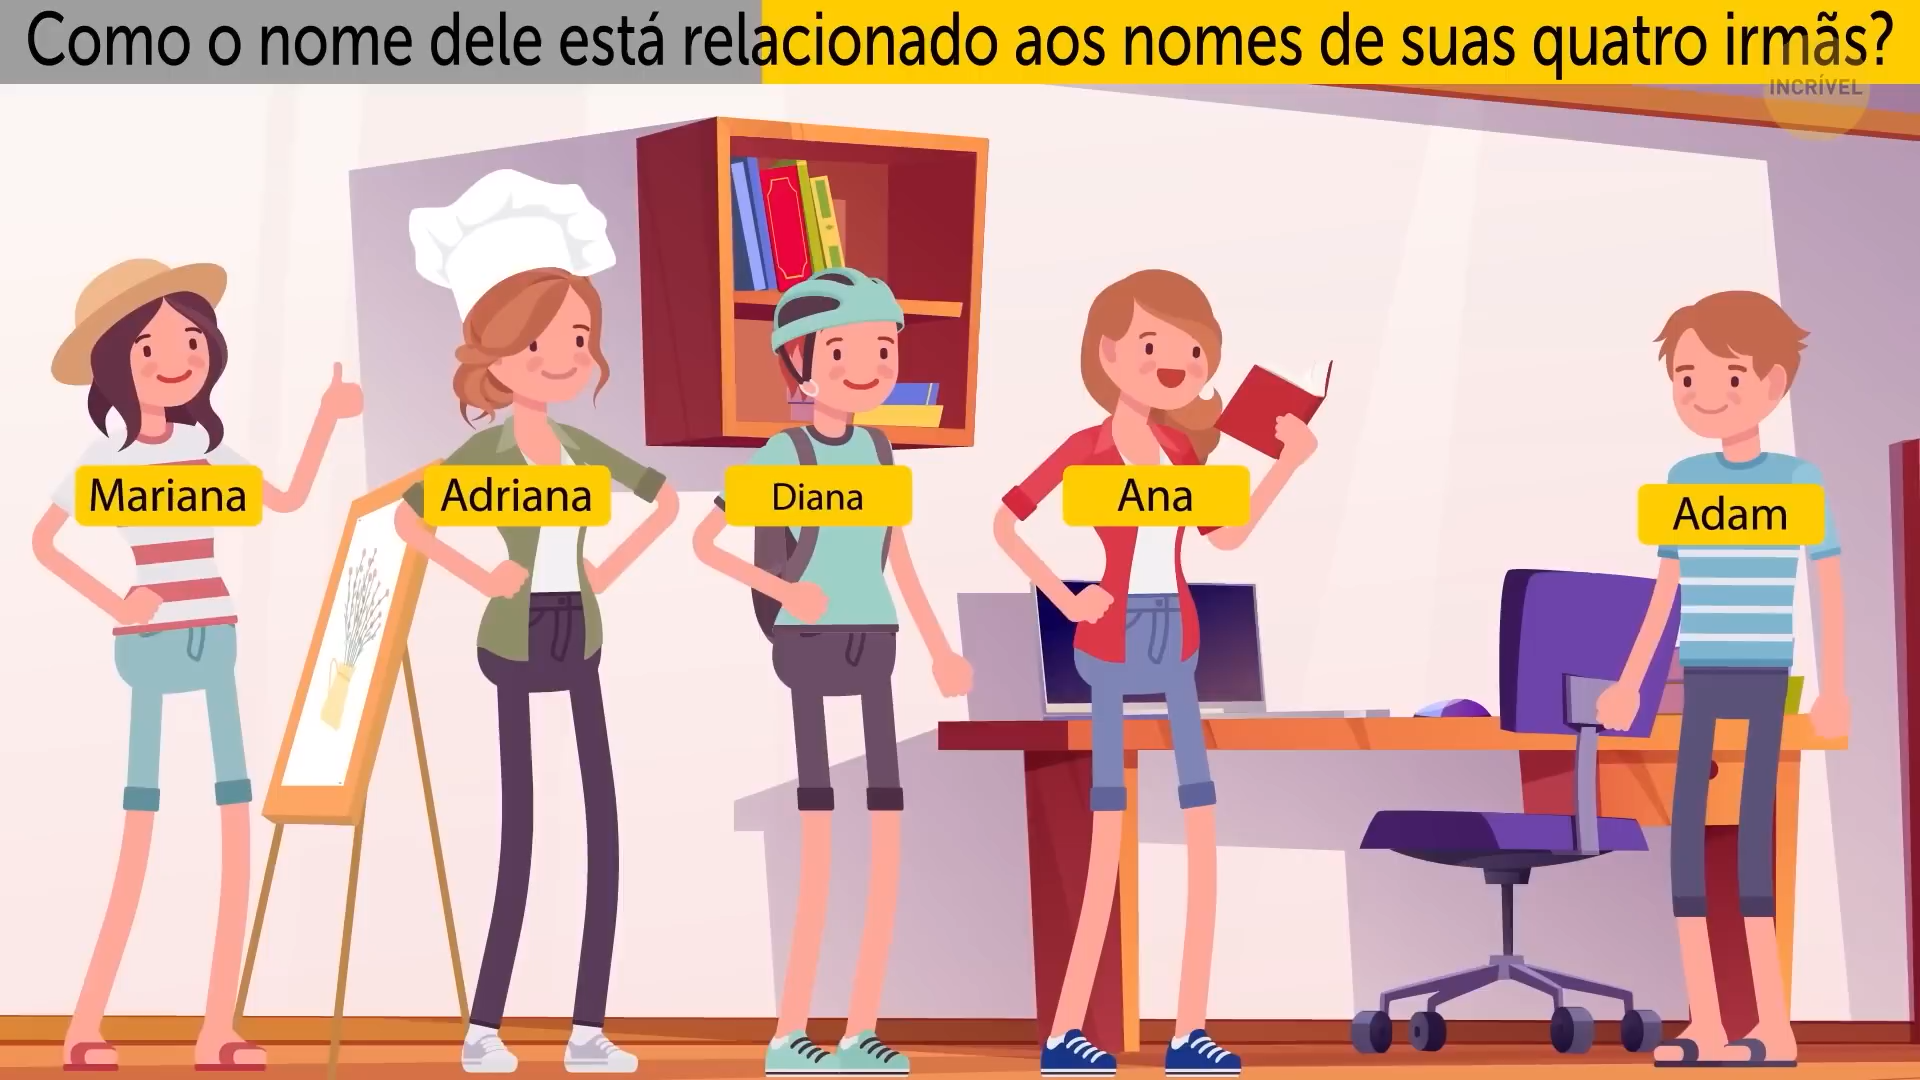 Como o nome dele está relacionado aos nomes de suas quatro irmãs?
INCRÍVEL
Mariana
Adriana
Diana
Ana
Adam